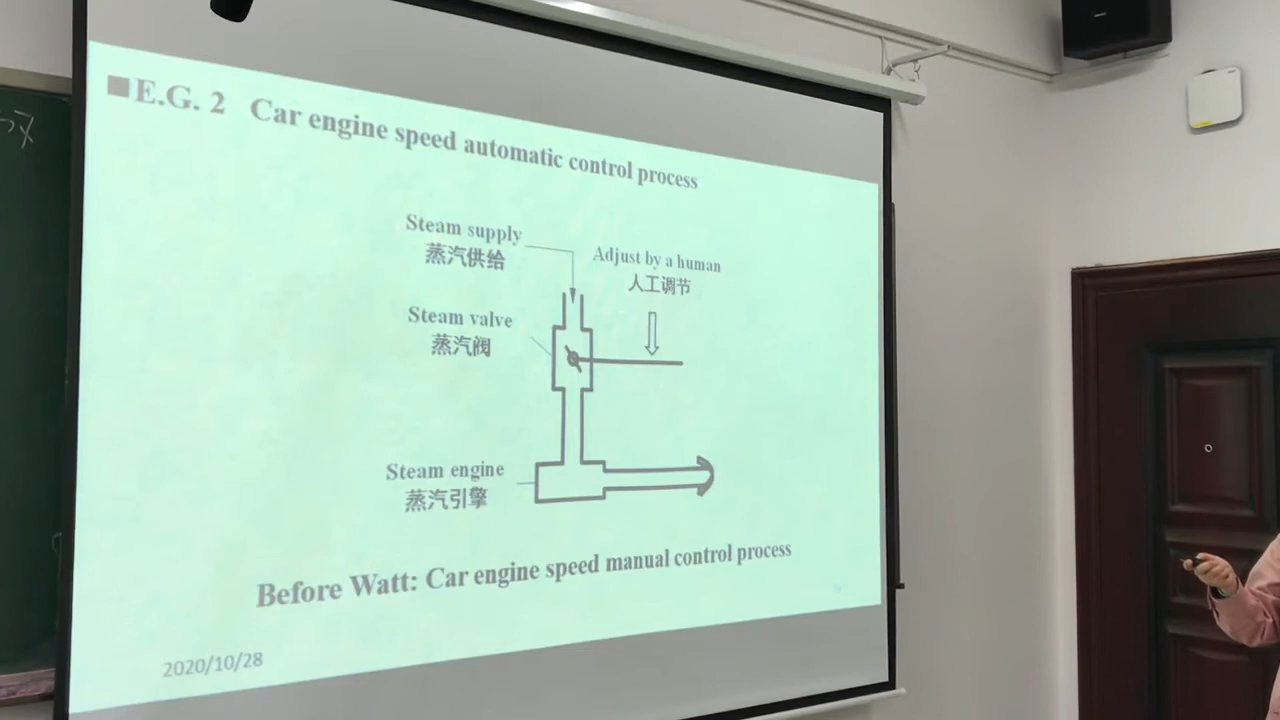 E.G. 2 Car engine speed automatic control process
Steam supply
蒸汽供给
Adjust by a human
人工调节
Steam valve
蒸汽阀
Steam engine
蒸汽引擎
Before Watt: Car engine speed manual control process
2020/10/28